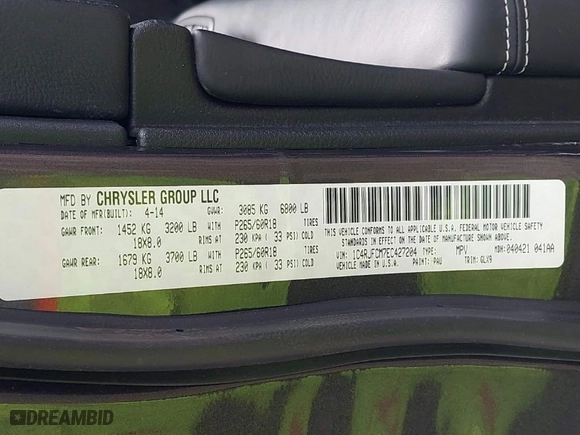 MFD BY CHRYSLER GROUP LLC
DATE OF MFR(BUILT): 4-14 GVWR: 3085 KG 6800 LB
GAWR FRONT: 1452 KG 3200 LB WITH P265/60R18 TIRES
18X8.0 RIMS AT 230 KPA ( 33 PSI) COLD
GAWR REAR: 1679 KG 3700 LB WITH P265/60R18 TIRES
18X8.0 RIMS AT 230 KPA ( 33 PSI) COLD
THIS VEHICLE CONFORMS TO ALL APPLICABLE U.S.A. FEDERAL MOTOR VEHICLE SAFETY
STANDARDS IN EFFECT ON THE DATE OF MANUFACTURE SHOWN ABOVE.
VIN: 1C4RJFCM7EC427204 TYPE: MPV MDH: 040421 041AA
VEHICLE MADE IN U.S.A. PAINT: PAU TRIM: GLX9
DREAMBID